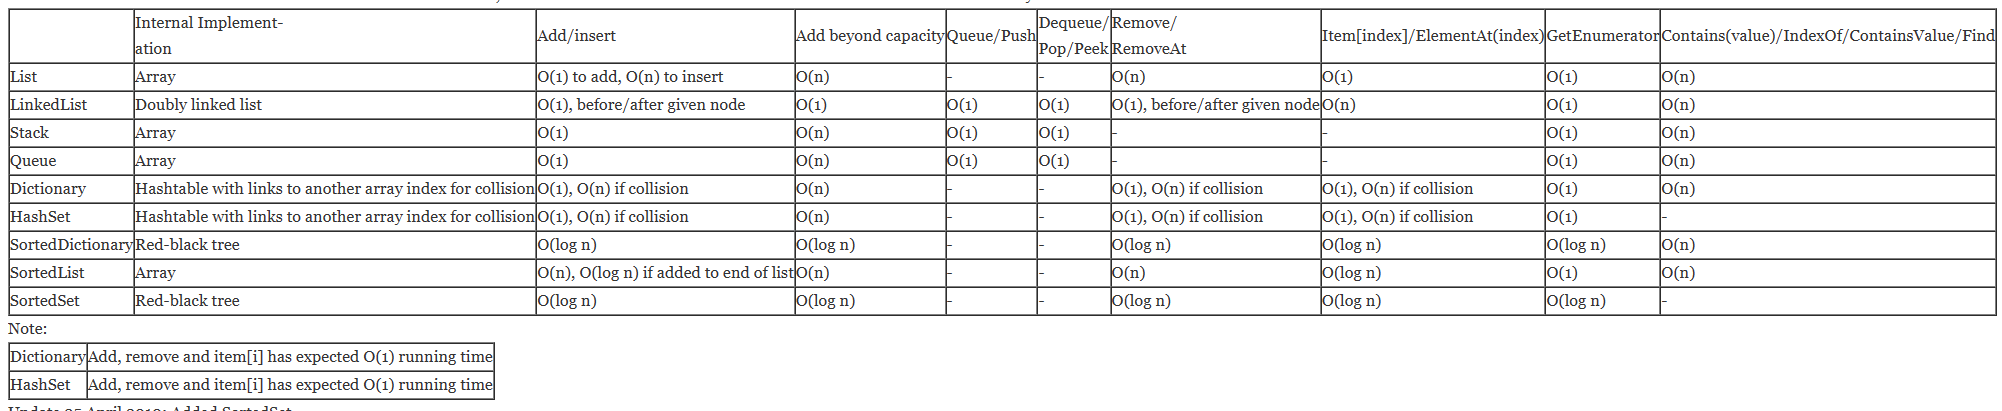 Internal Implement-
ation Add/insert Add beyond capacity Queue/Push Dequeue/
Pop/Peek Remove/
RemoveAt Item[index]/ElementAt(index) GetEnumerator Contains(value)/IndexOf/ContainsValue/Find
List Array O(1) to add, O(n) to insert O(n) - - O(n) O(1) O(1) O(n)
LinkedList Doubly linked list O(1), before/after given node O(1) O(1) O(1) O(1), before/after given node O(n) O(1) O(n)
Stack Array O(1) O(n) O(1) O(1) - - O(1) O(n)
Queue Array O(1) O(n) O(1) O(1) - - O(1) O(n)
Dictionary Hashtable with links to another array index for collision O(1), O(n) if collision O(n) - - O(1), O(n) if collision O(1), O(n) if collision O(1) O(n)
HashSet Hashtable with links to another array index for collision O(1), O(n) if collision O(n) - - O(1), O(n) if collision O(1), O(n) if collision O(1) -
SortedDictionary Red-black tree O(log n) O(log n) - - O(log n) O(log n) O(log n) O(n)
SortedList Array O(n), O(log n) if added to end of list O(n) - - O(n) O(log n) O(1) O(n)
SortedSet Red-black tree O(log n) O(log n) - - O(log n) O(log n) O(log n) -
Note:
Dictionary Add, remove and item[i] has expected O(1) running time
HashSet Add, remove and item[i] has expected O(1) running time